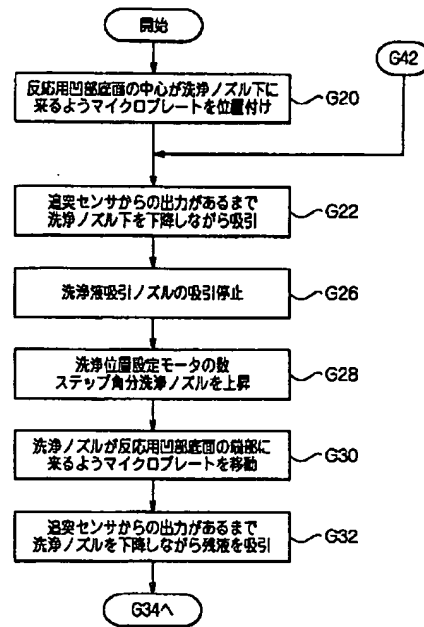 開始
G42
反応用凹部底面の中心が洗浄ノズル下に
来るようマイクロプレートを位置付け
G20
追突センサからの出力があるまで
洗浄ノズル下を下降しながら吸引
G22
洗浄液吸引ノズルの吸引停止
G26
洗浄位置設定モータの数
ステップ角分洗浄ノズルを上昇
G28
洗浄ノズルが反応用凹部底面の端部に
来るようマイクロプレートを移動
G30
追突センサからの出力があるまで
洗浄ノズルを下降しながら残液を吸引
G32
G34へ